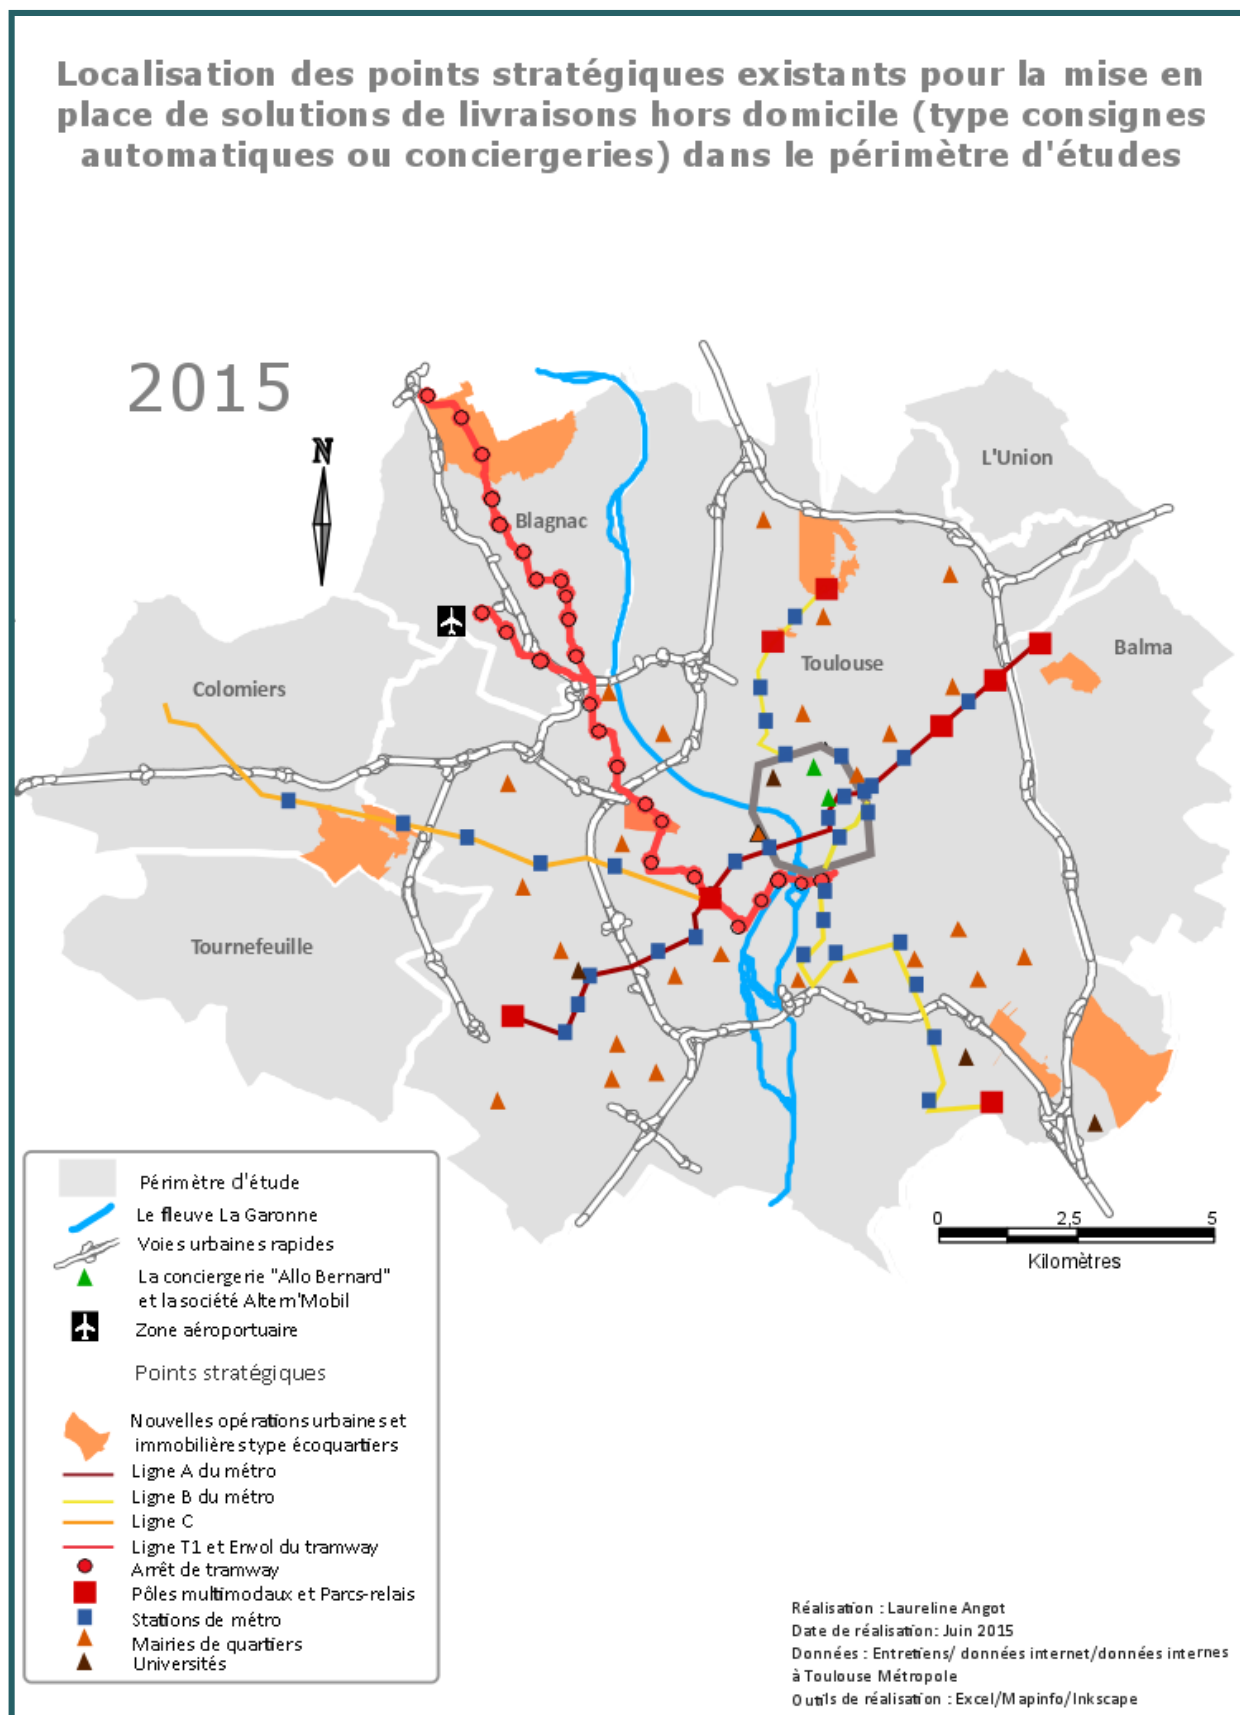 Localisation des points stratégiques existants pour la mise en
place de solutions de livraisons hors domicile (type consignes
automatiques ou conciergeries) dans le périmètre d'études
2015
N
L'Union
Blagnac
Toulouse
Balma
Colomiers
Tournefeuille
Périmètre d'étude
Le fleuve La Garonne
Voies urbaines rapides
La conciergerie "Allo Bernard"
et la société Altern'Mobil
Zone aéroportuaire
Points stratégiques
Nouvelles opérations urbaines et
immobilières type écoquartiers
Ligne A du métro
Ligne B du métro
Ligne C
Ligne T1 et Envol du tramway
Arrêt de tramway
Pôles multimodaux et Parcs-relais
Stations de métro
Mairies de quartiers
Universités
0 2,5 5
Kilomètres
Réalisation : Laureline Angot
Date de réalisation: Juin 2015
Données : Entretiens/ données internet/données internes
à Toulouse Métropole
Outils de réalisation : Excel/Mapinfo/Inkscape